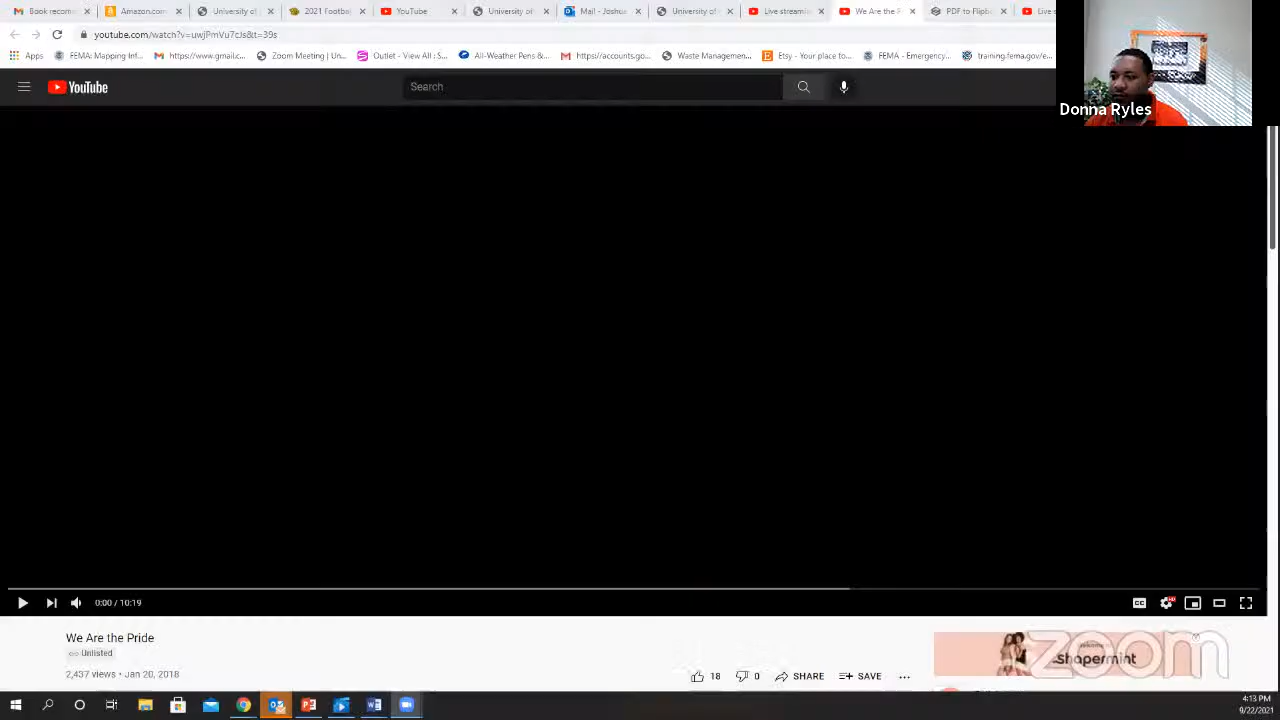 Book recom
Amazon.com
University of
2021 Footba
YouTube
University of
Mail - Joshua
University of
Live streami
We Are the P
PDF to Flipb
Live s
youtube.com/watch?v=uwjPmVu7cJs&t=39s
Apps
FEMA: Mapping Inf...
https://www.gmail.c...
Zoom Meeting | Un...
Outlet - View All : S...
All-Weather Pens &...
https://accounts.go...
Waste Managemen...
Etsy - Your place to...
FEMA - Emergency...
training.fema.gov/e...
YouTube
Search
Donna Ryles
0:00 / 10:19
CC
HD
We Are the Pride
Unlisted
2,437 views • Jan 20, 2018
18
0
SHARE
SAVE
shapermint
zoom
4:13 PM
9/22/2021